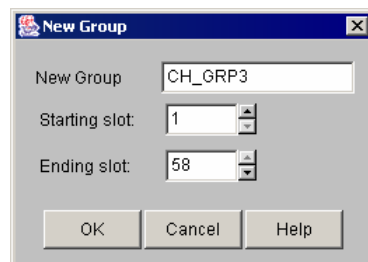 New Group
New Group CH_GRP3
Starting slot: 1
Ending slot: 58
OK Cancel Help